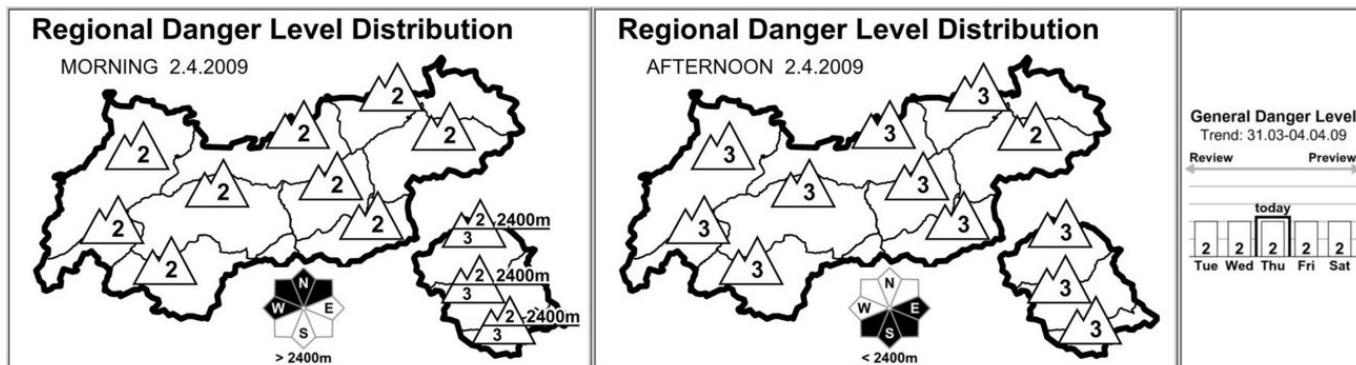 Regional Danger Level Distribution
MORNING 2.4.2009
2
2
2
2
2
2
2
2
2
2 2400m
3
2 2400m
3
2 2400m
3
N
W E
S
> 2400m
Regional Danger Level Distribution
AFTERNOON 2.4.2009
3
3
2
3
3
3
3
3
3
3
3
3
N
W E
S
< 2400m
General Danger Level
Trend: 31.03-04.04.09
Review Preview
today
2 2 2 2 2
Tue Wed Thu Fri Sat